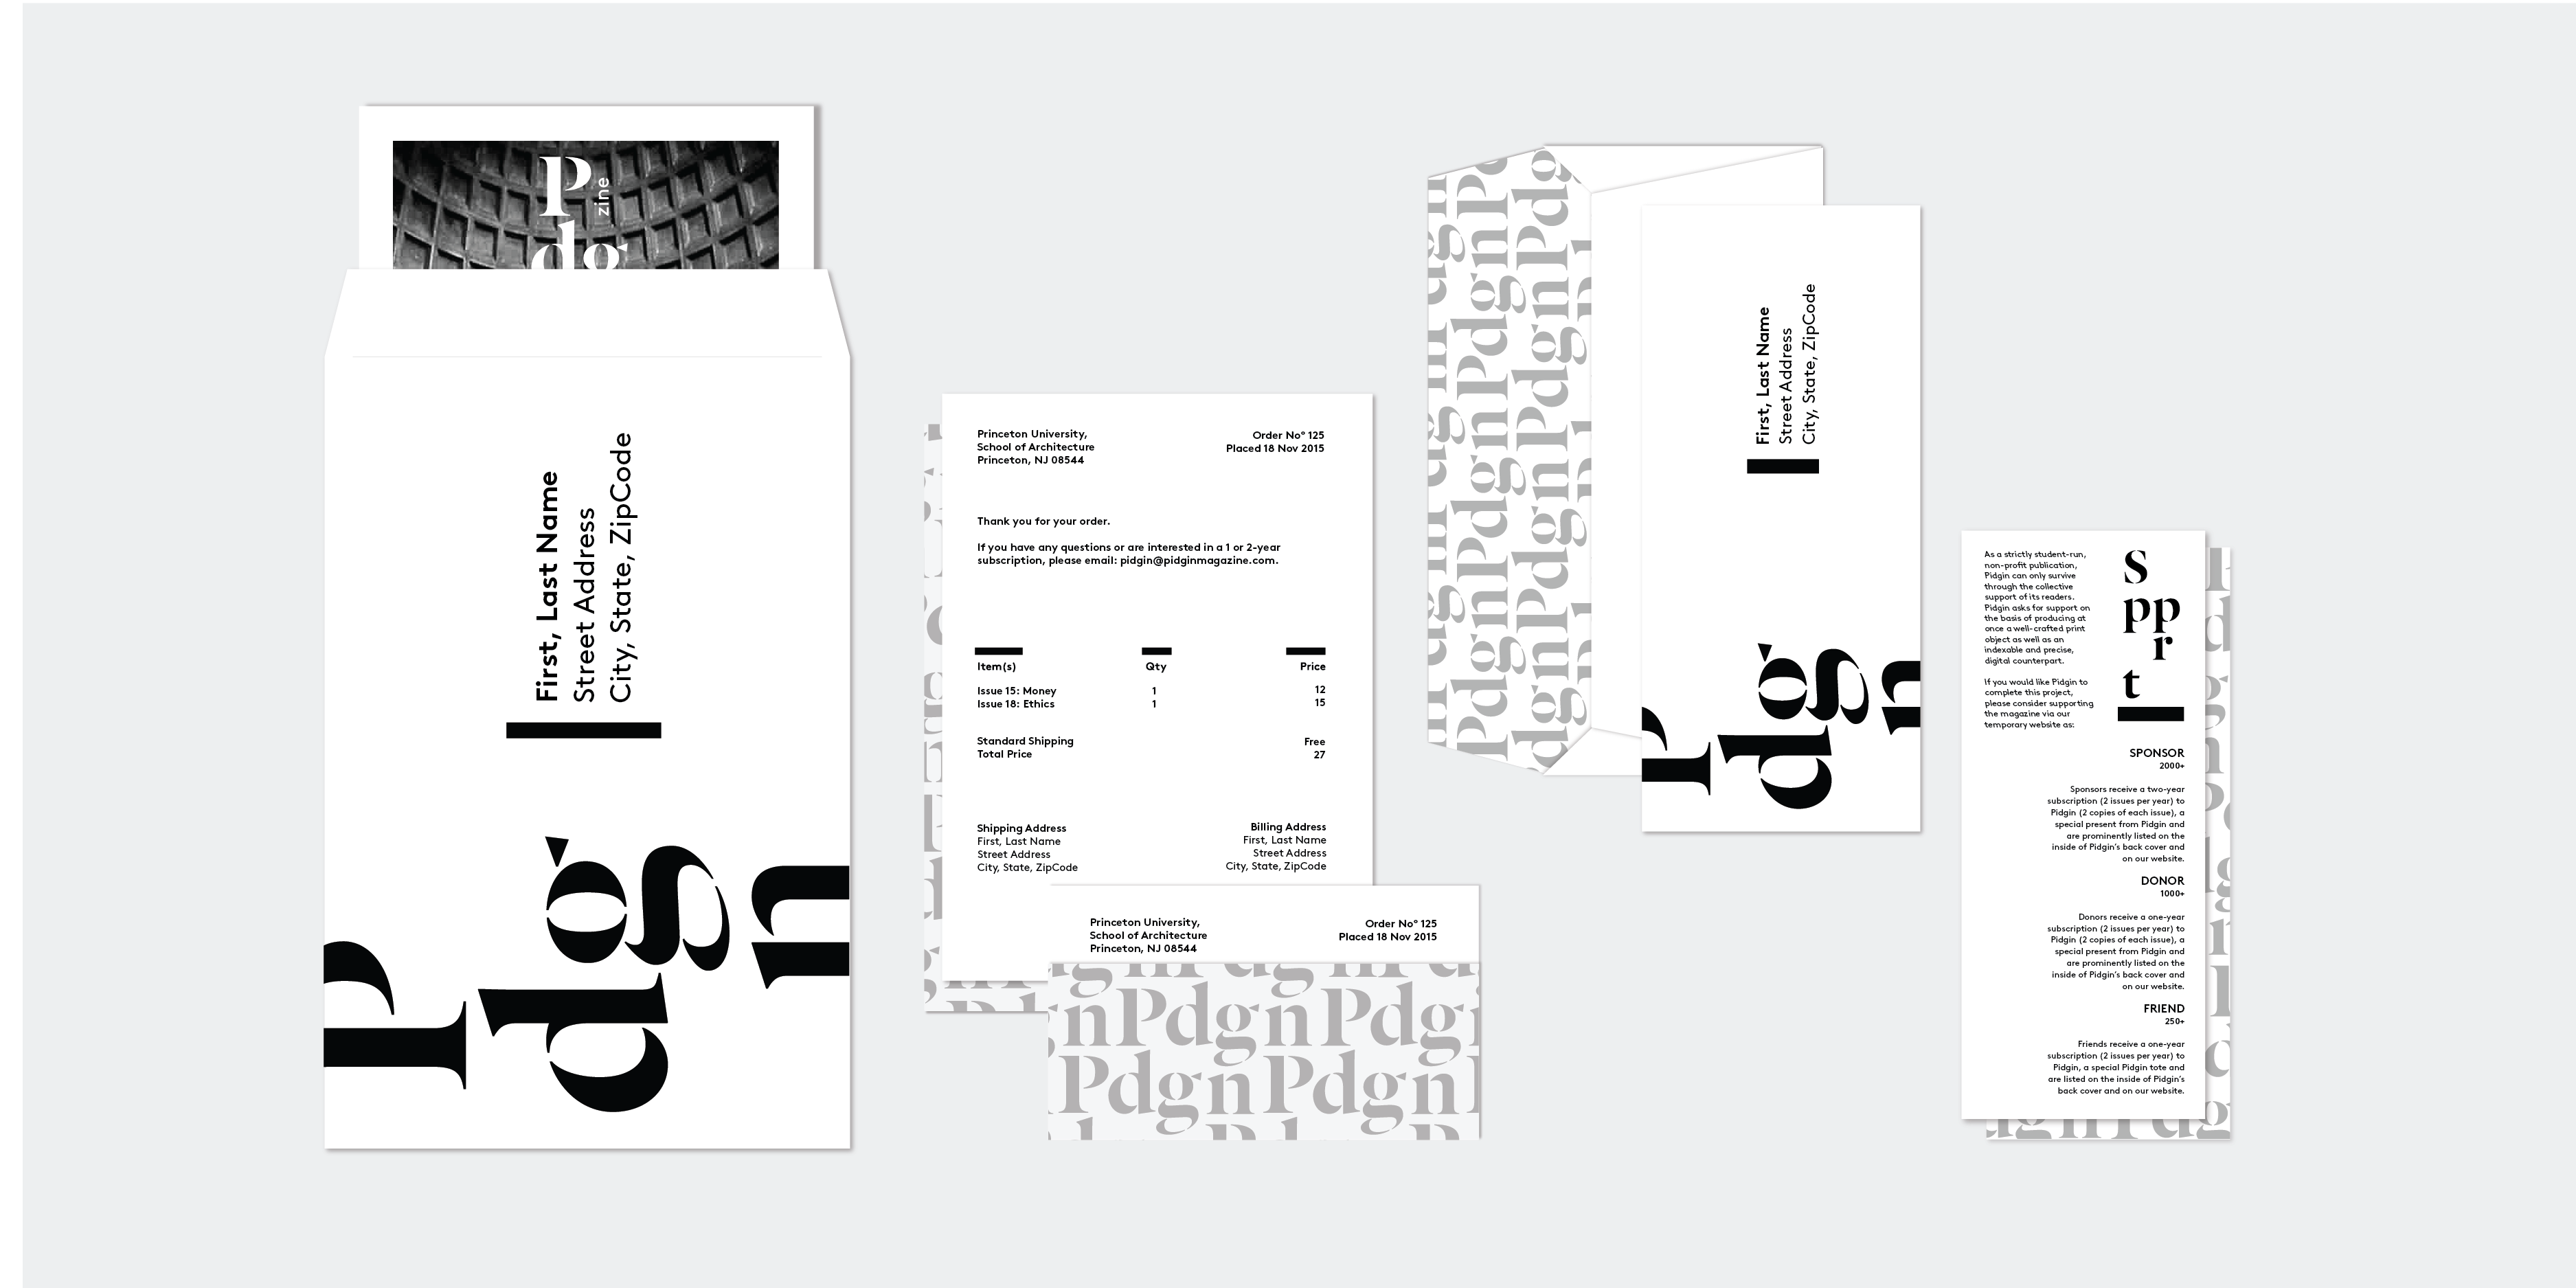 P
zine
dg
First, Last Name
Street Address
City, State, ZipCode
P
dg
n
Princeton University,
School of Architecture
Princeton, NJ 08544
Order Noº 125
Placed 18 Nov 2015
Thank you for your order.
If you have any questions or are interested in a 1 or 2-year
subscription, please email: pidgin@pidginmagazine.com.
Item(s) Qty Price
Issue 15: Money 1 12
Issue 18: Ethics 1 15
Standard Shipping Free
Total Price 27
Shipping Address
First, Last Name
Street Address
City, State, ZipCode
Billing Address
First, Last Name
Street Address
City, State, ZipCode
Princeton University,
School of Architecture
Princeton, NJ 08544
Order Noº 125
Placed 18 Nov 2015
nPdgnPdgn
PdgnPdgn
PdgnPdgn
First, Last Name
Street Address
City, State, ZipCode
P
dg
n
As a strictly student-run,
non-profit publication,
Pidgin can only survive
through the collective
support of its readers.
Pidgin asks for support on
the basis of producing at
once a well-crafted print
object as well as an
indexable and precise,
digital counterpart.
If you would like Pidgin to
complete this project,
please consider supporting
the magazine via our
temporary website as:
S
pp
r
t
SPONSOR
2000+
Sponsors receive a two-year
subscription (2 issues per year) to
Pidgin (2 copies of each issue), a
special present from Pidgin and
are prominently listed on the
inside of Pidgin's back cover and
on our website.
DONOR
1000+
Donors receive a one-year
subscription (2 issues per year) to
Pidgin (2 copies of each issue), a
special present from Pidgin and
are prominently listed on the
inside of Pidgin's back cover and
on our website.
FRIEND
250+
Friends receive a one-year
subscription (2 issues per year) to
Pidgin, a special Pidgin tote and
are listed on the inside of Pidgin's
back cover and on our website.